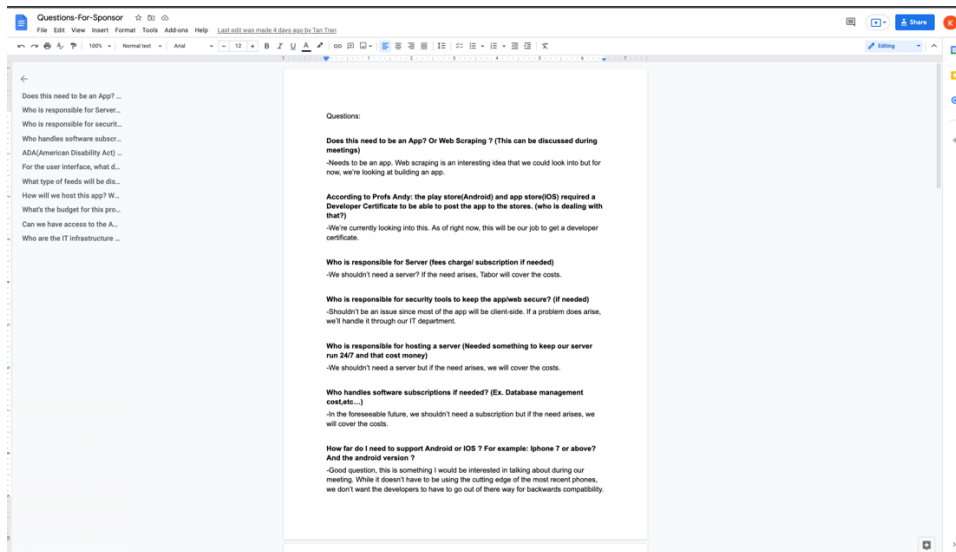 Questions-For-Sponsor
File Edit View Insert Format Tools Add-ons Help Last edit was made 4 days ago by Tan Tran
Share
K
100% Normal text Arial 12 B I U A
Editing
1 1 2 3 4 5 6 7
Does this need to be an App? ...
Who is responsible for Server...
Who is responsible for securit...
Who handles software subscr...
ADA(American Disability Act) ...
For the user interface, what d...
What type of feeds will be dis...
How will we host this app? W...
What's the budget for this pro...
Can we have access to the A...
Who are the IT infrastructure ...
Questions:
Does this need to be an App? Or Web Scraping ? (This can be discussed during
meetings)
-Needs to be an app. Web scraping is an interesting idea that we could look into but for
now, we're looking at building an app.
According to Profs Andy: the play store(Android) and app store(IOS) required a
Developer Certificate to be able to post the app to the stores. (who is dealing with
that?)
-We're currently looking into this. As of right now, this will be our job to get a developer
certificate.
Who is responsible for Server (fees charge/ subscription if needed)
-We shouldn't need a server? If the need arises, Tabor will cover the costs.
Who is responsible for security tools to keep the app/web secure? (if needed)
-Shouldn't be an issue since most of the app will be client-side. If a problem does arise,
we'll handle it through our IT department.
Who is responsible for hosting a server (Needed something to keep our server
run 24/7 and that cost money)
-We shouldn't need a server but if the need arises, we will cover the costs.
Who handles software subscriptions if needed? (Ex. Database management
cost,etc...)
-In the foreseeable future, we shouldn't need a subscription but if the need arises, we
will cover the costs.
How far do I need to support Android or IOS ? For example: Iphone 7 or above?
And the android version ?
-Good question, this is something I would be interested in talking about during our
meeting. While it doesn't have to be using the cutting edge of the most recent phones,
we don't want the developers to have to go out of there way for backwards compatibility.